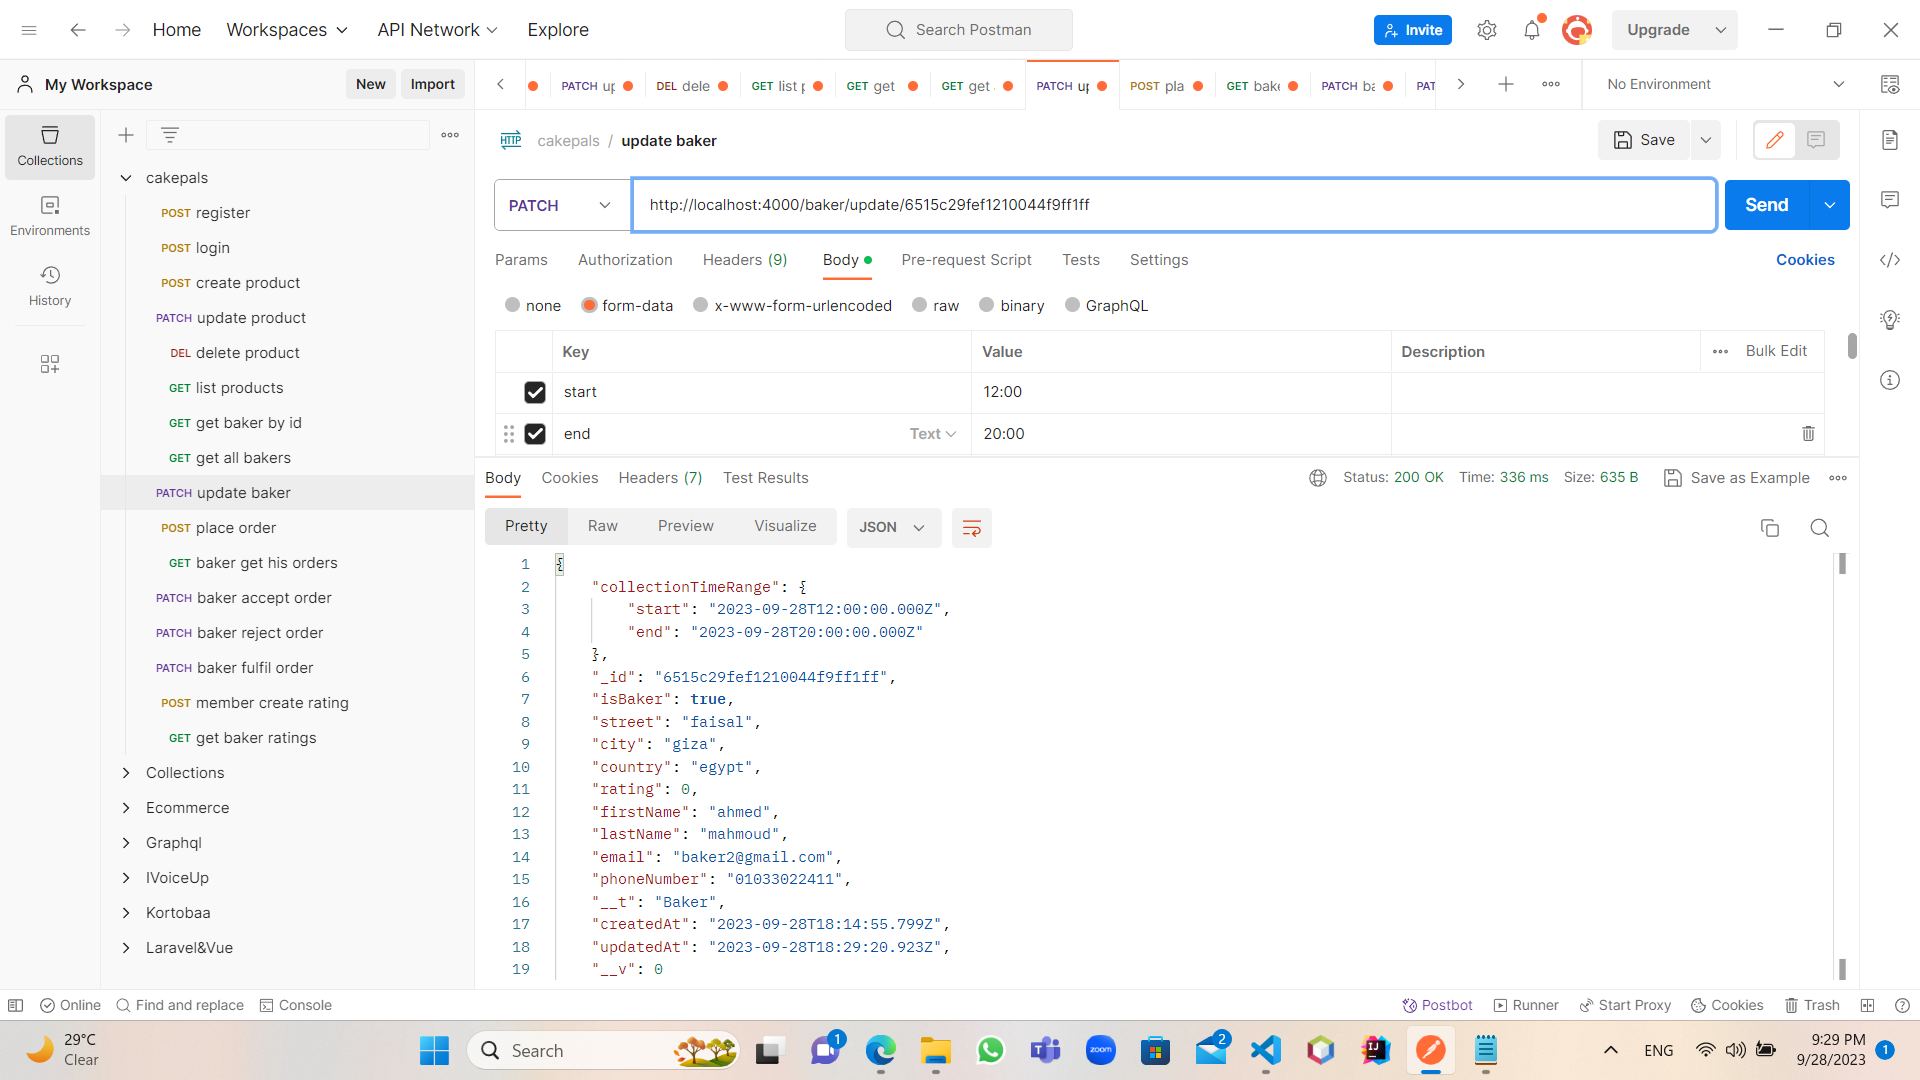 Home Workspaces API Network Explore Search Postman Invite Upgrade
My Workspace New Import
PATCH DEL dele GET list GET get GET get PATCH POST pla GET bake PATCH PAT No Environment
Collections
Environments
History
cakepals
POST register
POST login
POST create product
PATCH update product
DEL delete product
GET list products
GET get baker by id
GET get all bakers
PATCH update baker
POST place order
GET baker get his orders
PATCH baker accept order
PATCH baker reject order
PATCH baker fulfil order
POST member create rating
GET get baker ratings
Collections
Ecommerce
Graphql
IVoiceUp
Kortobaa
Laravel&Vue
HTTP cakepals / update baker Save
PATCH http://localhost:4000/baker/update/6515c29fef1210044f9ff1ff Send
Params Authorization Headers (9) Body Pre-request Script Tests Settings Cookies
none form-data x-www-form-urlencoded raw binary GraphQL
Key Value Description Bulk Edit
start 12:00
end Text 20:00
Body Cookies Headers (7) Test Results Status: 200 OK Time: 336 ms Size: 635 B Save as Example
Pretty Raw Preview Visualize JSON
1 {
2 "collectionTimeRange": {
3 "start": "2023-09-28T12:00:00.000Z",
4 "end": "2023-09-28T20:00:00.000Z"
5 },
6 "_id": "6515c29fef1210044f9ff1ff",
7 "isBaker": true,
8 "street": "faisal",
9 "city": "giza",
10 "country": "egypt",
11 "rating": 0,
12 "firstName": "ahmed",
13 "lastName": "mahmoud",
14 "email": "baker2@gmail.com",
15 "phoneNumber": "01033022411",
16 "__t": "Baker",
17 "createdAt": "2023-09-28T18:14:55.799Z",
18 "updatedAt": "2023-09-28T18:29:20.923Z",
19 "__v": 0
Online Find and replace Console Postbot Runner Start Proxy Cookies Trash
29°C
Clear
Search
1
zoom
2
ENG
9:29 PM
9/28/2023
1